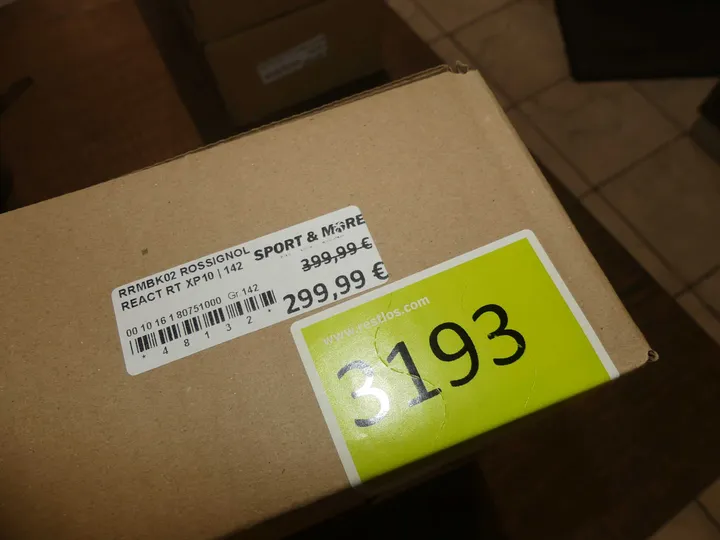 RRMBK02 ROSSIGNOL
REACT RT XP10 | 142
SPORT & MORE
399,99 €
299,99 €
00 10 16 1 80751000 Gr.142
* 4 8 1 3 2 *
www.restlos.com
3193